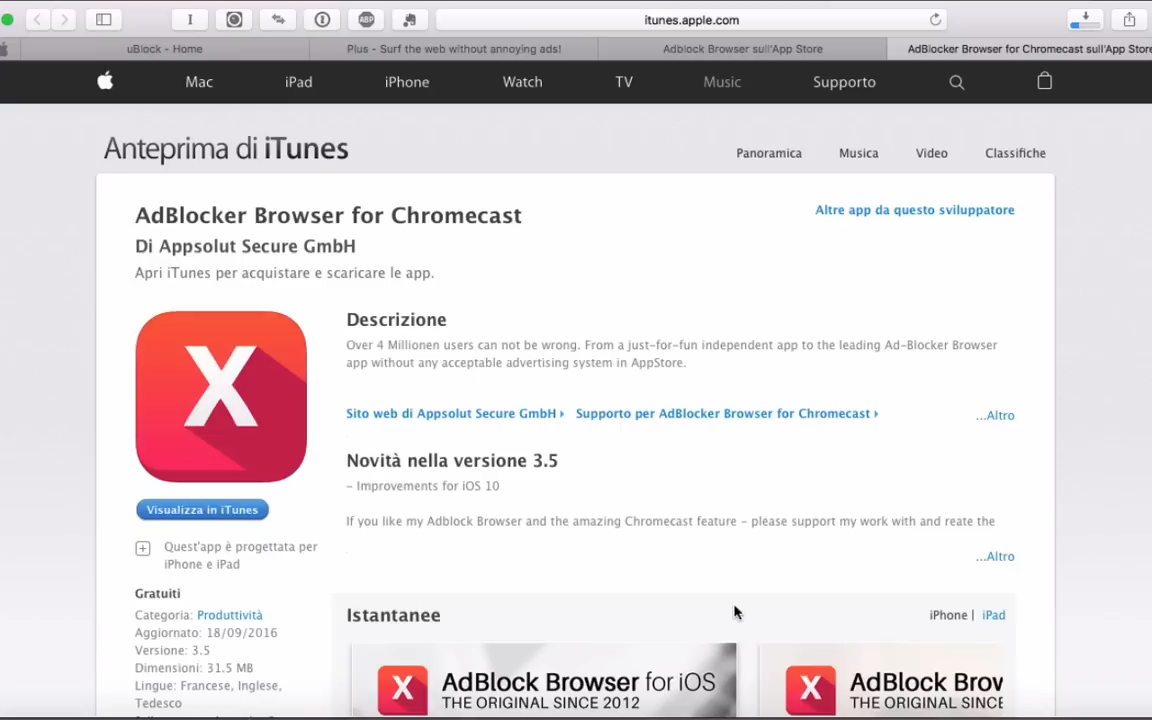 itunes.apple.com
uBlock - Home
Plus - Surf the web without annoying ads!
Adblock Browser sull'App Store
AdBlocker Browser for Chromecast sull'App Store
Mac
iPad
iPhone
Watch
TV
Music
Supporto
Anteprima di iTunes
Panoramica
Musica
Video
Classifiche
AdBlocker Browser for Chromecast
Altre app da questo sviluppatore
Di Appsolut Secure GmbH
Apri iTunes per acquistare e scaricare le app.
X
Descrizione
Over 4 Millionen users can not be wrong. From a just-for-fun independent app to the leading Ad-Blocker Browser
app without any acceptable advertising system in AppStore.
Sito web di Appsolut Secure GmbH
Supporto per AdBlocker Browser for Chromecast
...Altro
Novità nella versione 3.5
- Improvements for iOS 10
If you like my Adblock Browser and the amazing Chromecast feature - please support my work with and reate the
...Altro
Visualizza in iTunes
Quest'app è progettata per
iPhone e iPad
Gratuiti
Categoria: Produttività
Aggiornato: 18/09/2016
Versione: 3.5
Dimensioni: 31.5 MB
Lingue: Francese, Inglese,
Tedesco
Istantanee
iPhone | iPad
X
AdBlock Browser for iOS
THE ORIGINAL SINCE 2012
X
AdBlock Brow
THE ORIGINAL SINCE
ABP